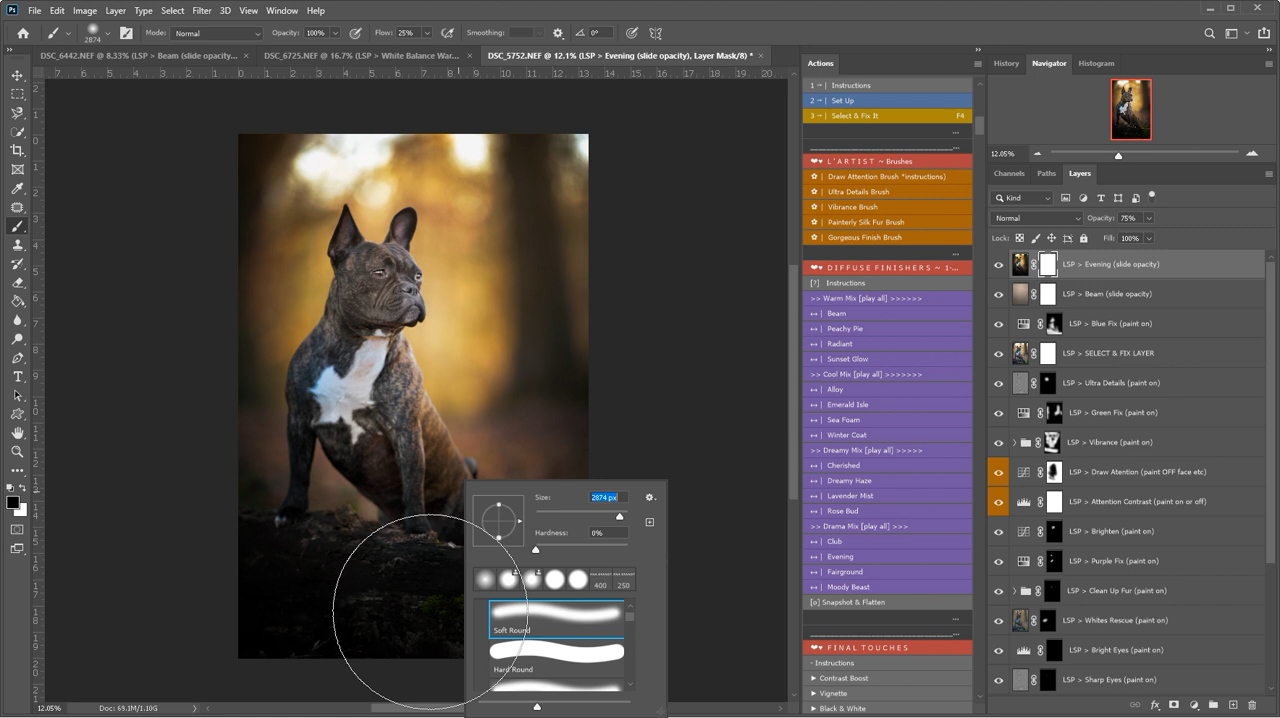 Ps File Edit Image Layer Type Select Filter 3D View Window Help
2874 Mode: Normal Opacity: 100% Flow: 25% Smoothing: 0°
DSC_6442.NEF @ 8.33% (LSP > Beam (slide opacity... × DSC_6725.NEF @ 16.7% (LSP > White Balance War... × DSC_5752.NEF @ 12.1% (LSP > Evening (slide opacity), Layer Mask/8) * ×
Size: 2874 px
Hardness: 0%
400 250
Soft Round
Hard Round
12.05% Doc: 69.1M/1.10G
Actions
1 → | Instructions
2 → | Set Up
3 → | Select & Fix It F4
...
...
❤♥ L'ARTIST ~ Brushes
✿ | Draw Attention Brush *instructions)
✿ | Ultra Details Brush
✿ | Vibrance Brush
✿ | Painterly Silk Fur Brush
✿ | Gorgeous Finish Brush
...
❤♥ DIFFUSE FINISHERS ~ 1-...
[?] Instructions
>> Warm Mix [play all] >>>>>>
↔ | Beam
↔ | Peachy Pie
↔ | Radiant
↔ | Sunset Glow
>> Cool Mix [play all] >>>>>>>
↔ | Alloy
↔ | Emerald Isle
↔ | Sea Foam
↔ | Winter Coat
>> Dreamy Mix [play all] >>>>>
↔ | Cherished
↔ | Dreamy Haze
↔ | Lavender Mist
↔ | Rose Bud
>> Drama Mix [play all] >>>
↔ | Club
↔ | Evening
↔ | Fairground
↔ | Moody Beast
[o] Snapshot & Flatten
...
...
❤♥ FINAL TOUCHES
- Instructions
► Contrast Boost
► Vignette
► Black & White
History Navigator Histogram
12.05%
Channels Paths Layers
Kind
Normal Opacity: 75%
Lock: Fill: 100%
LSP > Evening (slide opacity)
LSP > Beam (slide opacity)
LSP > Blue Fix (paint on)
LSP > SELECT & FIX LAYER
LSP > Ultra Details (paint on)
LSP > Green Fix (paint on)
LSP > Vibrance (paint on)
LSP > Draw Atention (paint OFF face etc)
LSP > Attention Contrast (paint on or off)
LSP > Brighten (paint on)
LSP > Purple Fix (paint on)
LSP > Clean Up Fur (paint on)
LSP > Whites Rescue (paint on)
LSP > Bright Eyes (paint on)
LSP > Sharp Eyes (paint on)